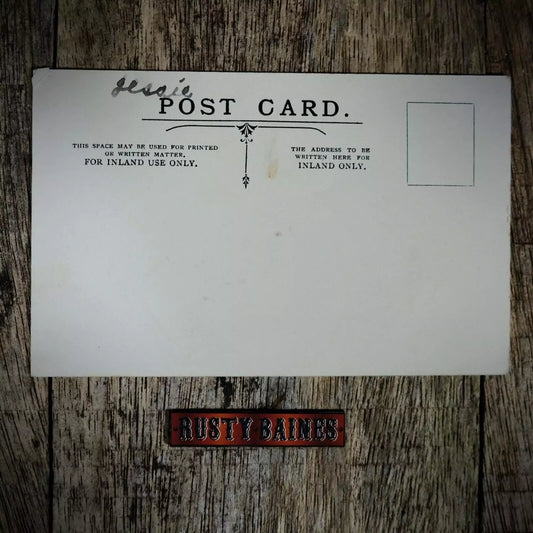 Jessie
POST CARD.
THIS SPACE MAY BE USED FOR PRINTED
OR WRITTEN MATTER,
FOR INLAND USE ONLY.
THE ADDRESS TO BE
WRITTEN HERE FOR
INLAND ONLY.
RUSTY BAINES